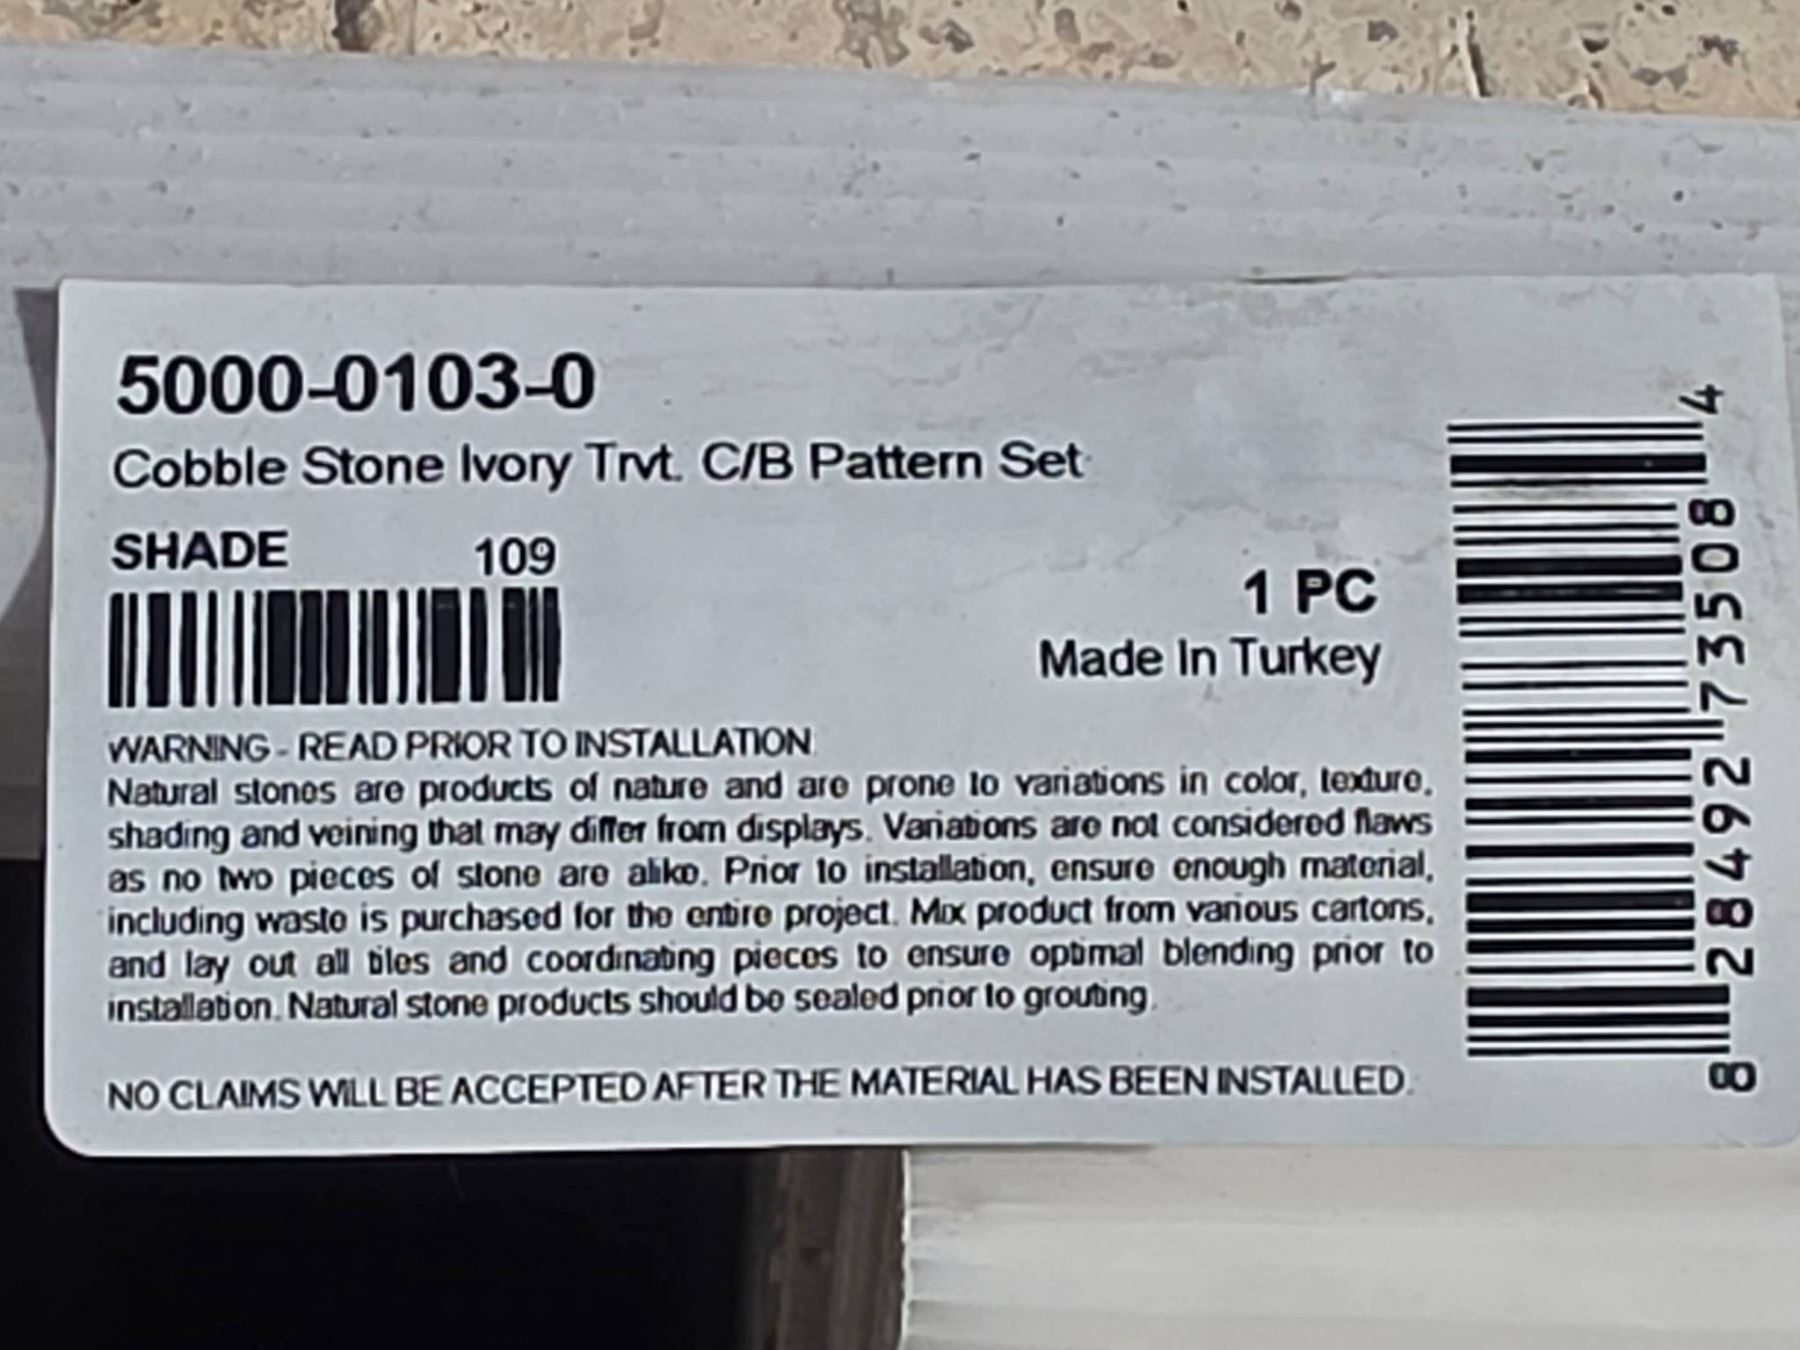 5000-0103-0
Cobble Stone Ivory Trvt. C/B Pattern Set
SHADE 109
1 PC
Made In Turkey
WARNING - READ PRIOR TO INSTALLATION
Natural stones are products of nature and are prone to variations in color, texture,
shading and veining that may differ from displays. Variations are not considered flaws
as no two pieces of stone are alike. Prior to installation, ensure enough material,
including waste is purchased for the entire project. Mix product from various cartons,
and lay out all tiles and coordinating pieces to ensure optimal blending prior to
installation. Natural stone products should be sealed prior to grouting.
NO CLAIMS WILL BE ACCEPTED AFTER THE MATERIAL HAS BEEN INSTALLED.
8 28492 73508 4